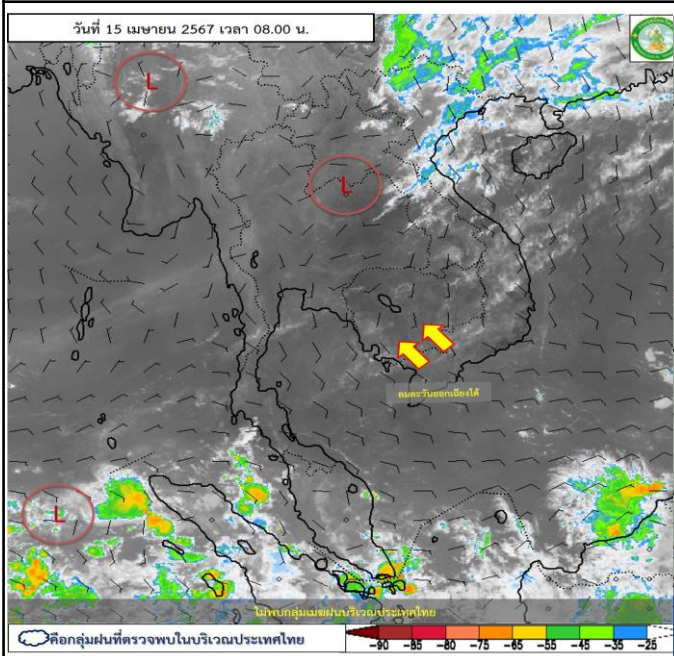 วันที่ 15 เมษายน 2567 เวลา 08.00 น.
L
L
ลมตะวันออกเฉียงใต้
L
ไม่พบกลุ่มเมฆฝนบริเวณประเทศไทย
คือกลุ่มฝนที่ตรวจพบในบริเวณประเทศไทย
-90 -85 -80 -75 -65 -55 -45 -35 -25